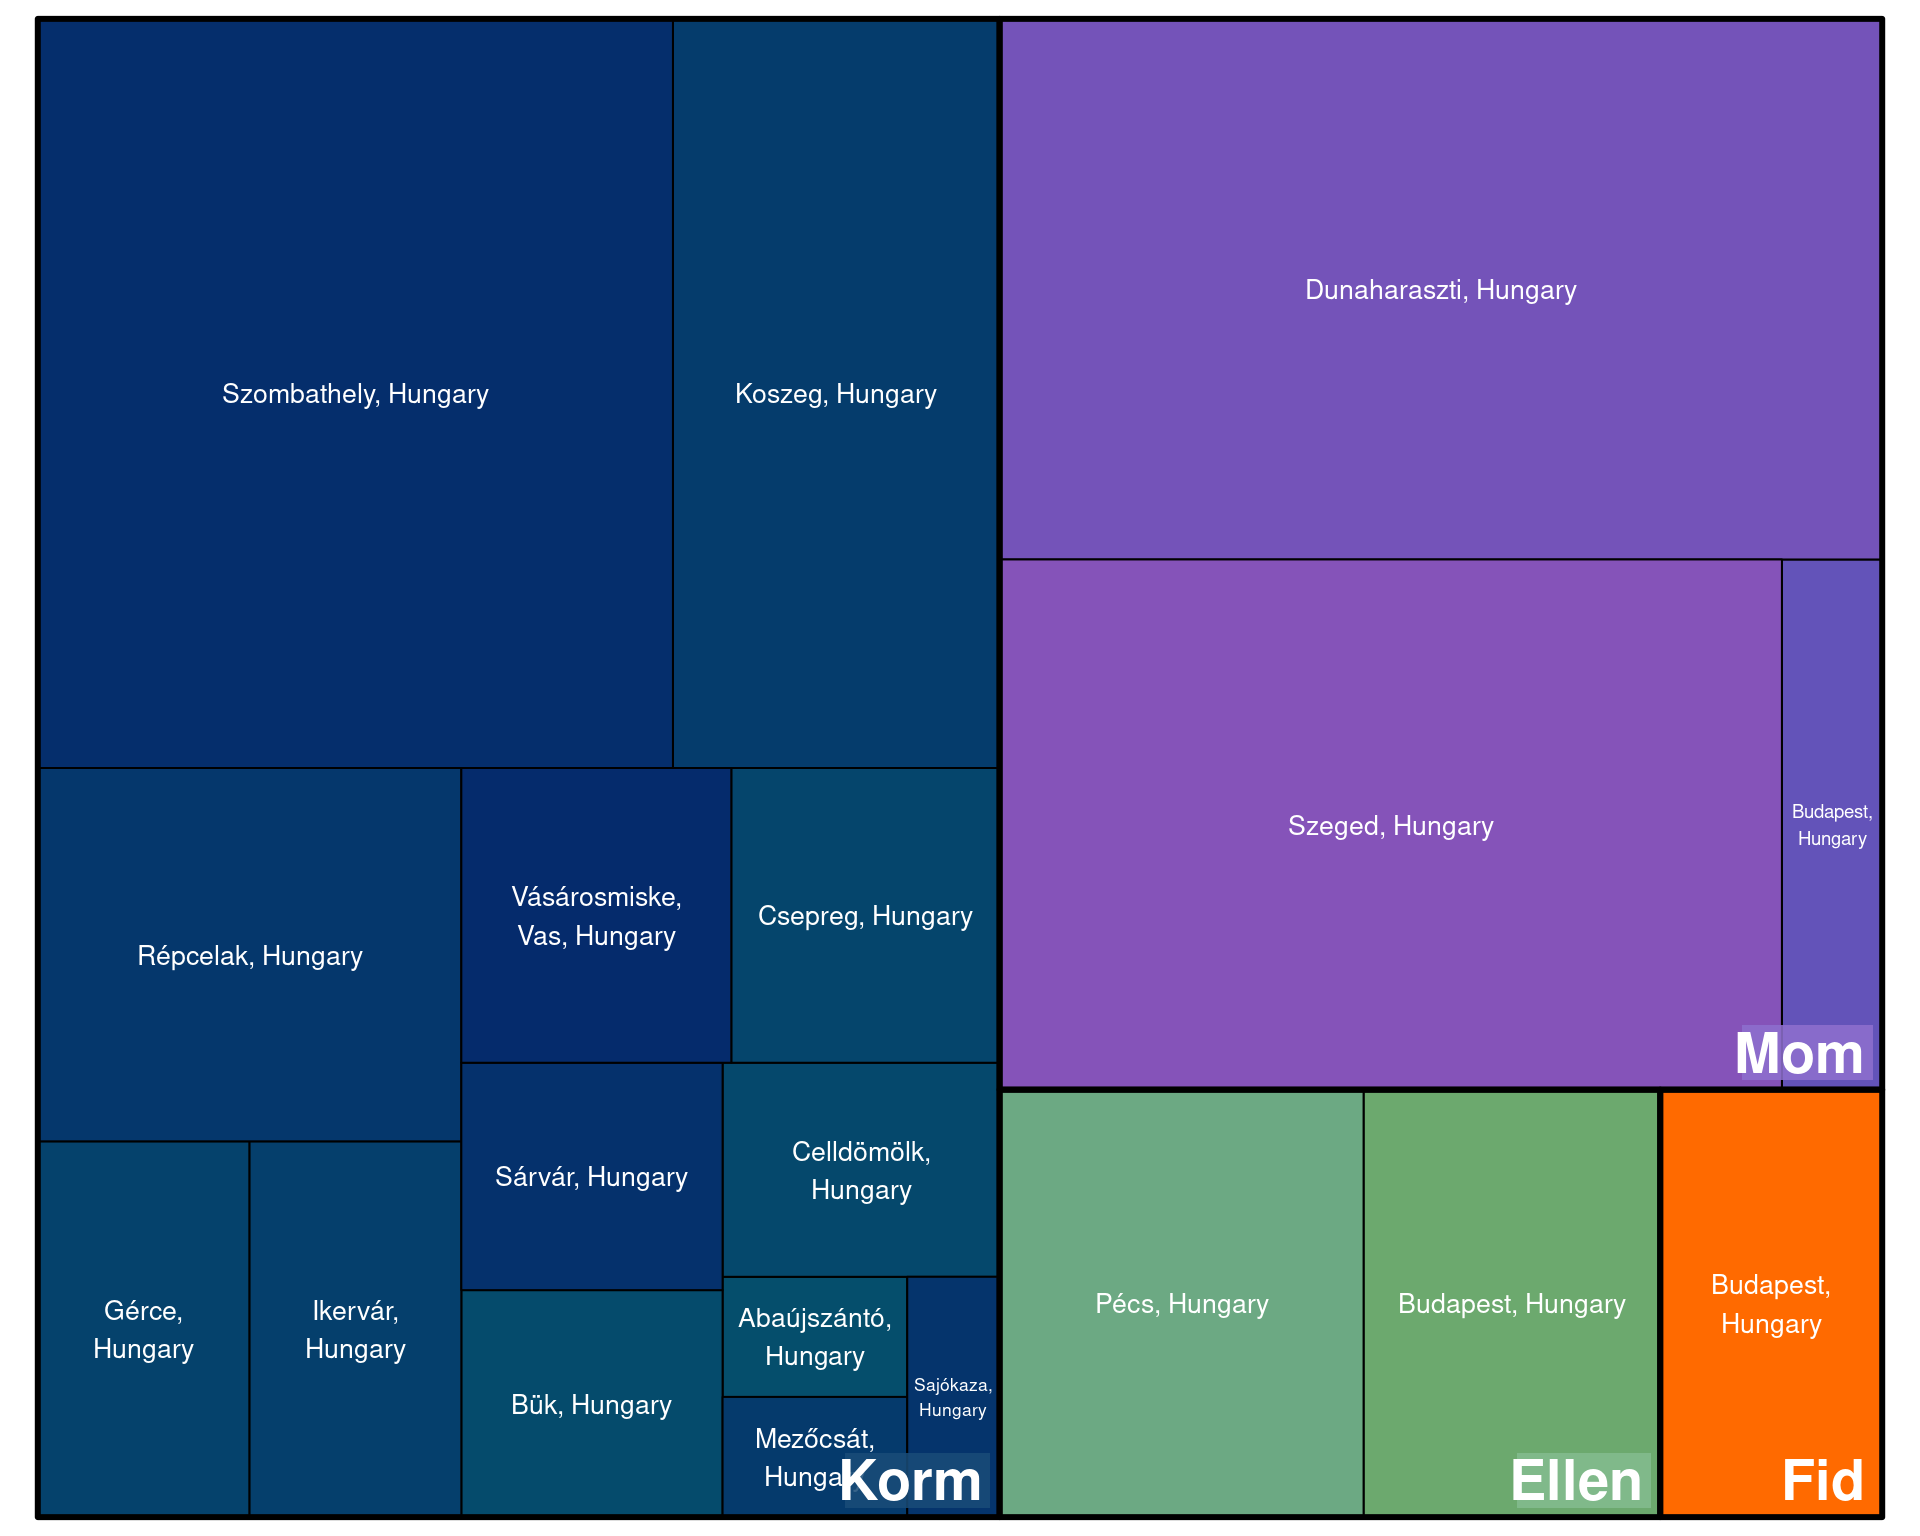 Szombathely, Hungary
Koszeg, Hungary
Répcelak, Hungary
Vásárosmiske,
Vas, Hungary
Csepreg, Hungary
Sárvár, Hungary
Celldömölk,
Hungary
Gérce,
Hungary
Ikervár,
Hungary
Bük, Hungary
Abaújszántó,
Hungary
Sajókaza,
Hungary
Mezőcsát,
Hunga
Korm
Dunaharaszti, Hungary
Szeged, Hungary
Budapest,
Hungary
Mom
Pécs, Hungary
Budapest, Hungary
Ellen
Budapest,
Hungary
Fid